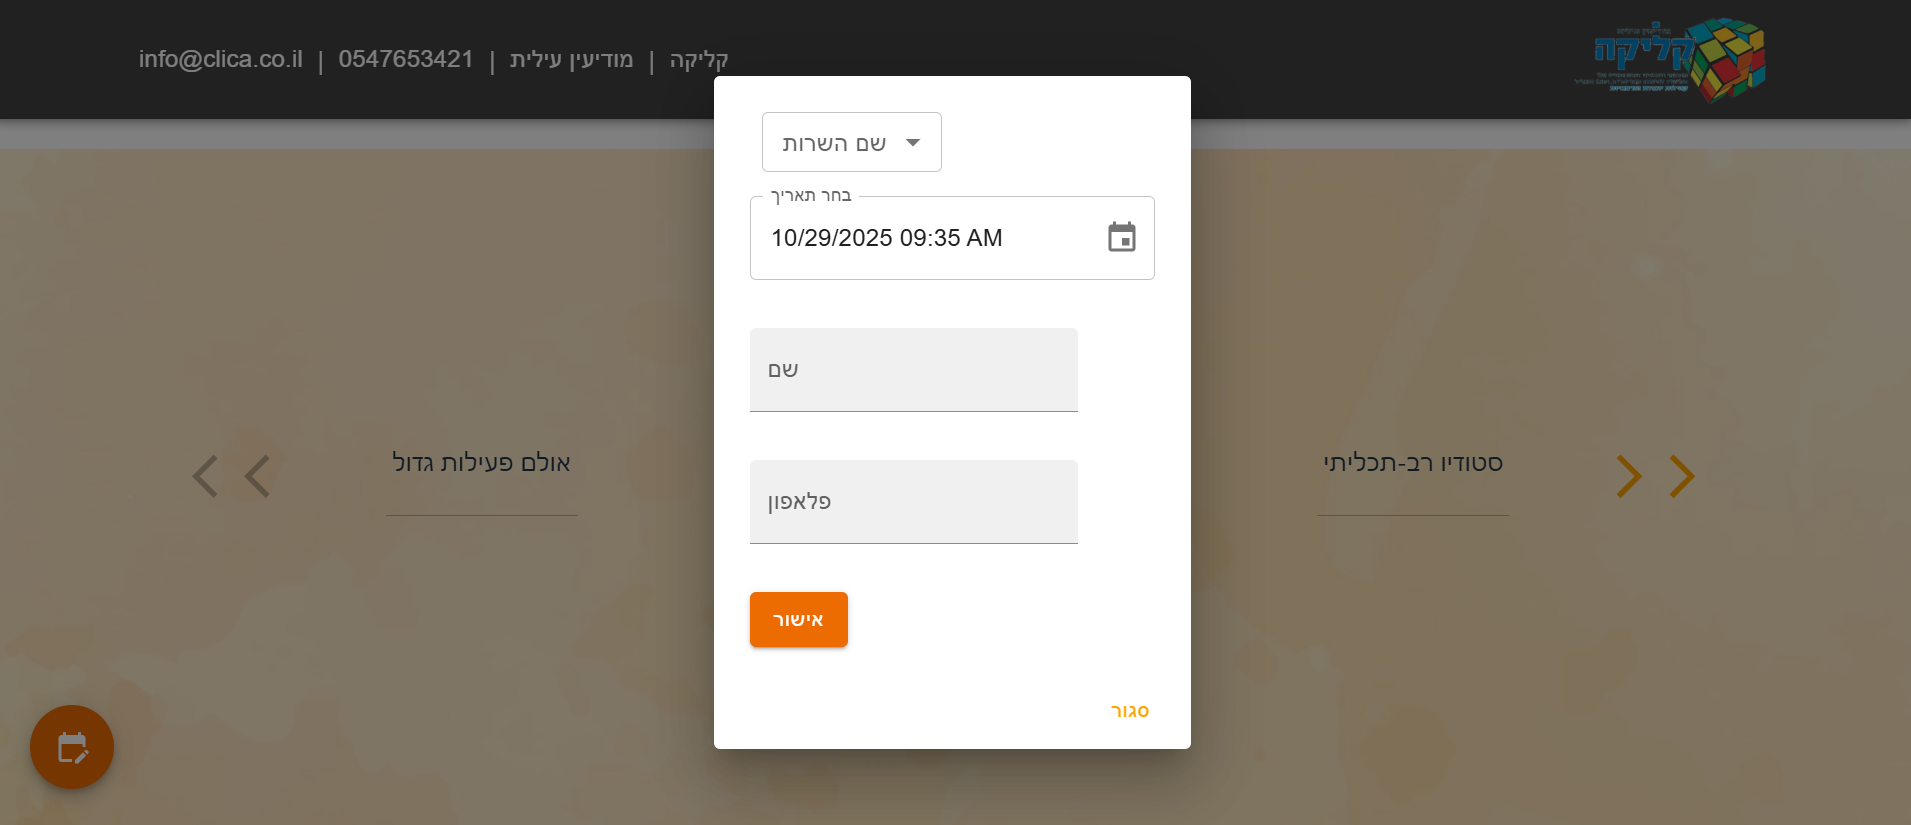 קליקה | מודיעין עילית | 0547653421 | info@clica.co.il
קליקה
שם השרות
בחר תאריך
10/29/2025 09:35 AM
שם
פלאפון
סטודיו רב-תכליתי
אולם פעילות גדול
אישור
סגור